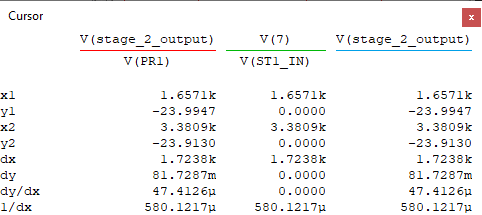 Cursor x
V(stage_2_output) V(7) V(stage_2_output)
V(PR1) V(ST1_IN)
x1 1.6571k 1.6571k 1.6571k
y1 -23.9947 0.0000 -23.9947
x2 3.3809k 3.3809k 3.3809k
y2 -23.9130 0.0000 -23.9130
dx 1.7238k 1.7238k 1.7238k
dy 81.7287m 0.0000 81.7287m
dy/dx 47.4126µ 0.0000 47.4126µ
1/dx 580.1217µ 580.1217µ 580.1217µ